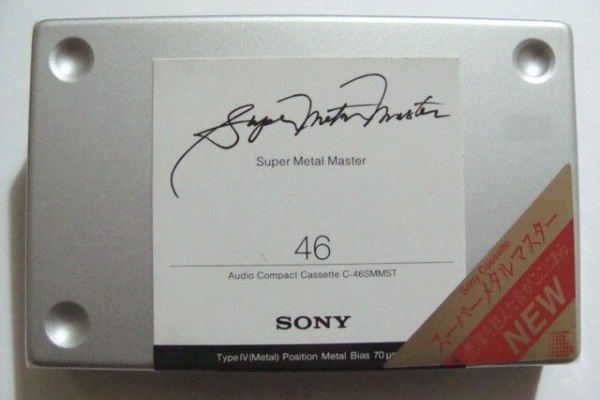 Super Metal Master
Super Metal Master
46
Audio Compact Cassette C-46SMMST
SONY
Type IV (Metal) Position Metal Bias 70μ
Sony Cassette
スーパーメタルマスター
NEW